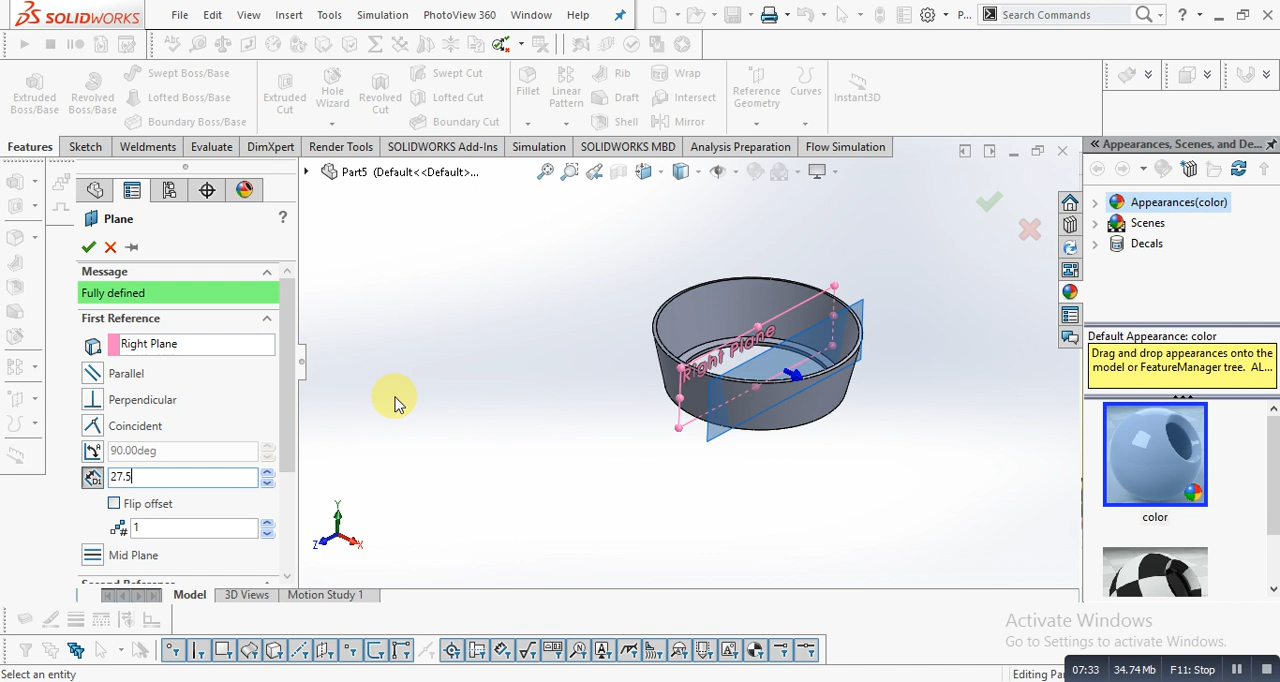 SOLIDWORKS
File Edit View Insert Tools Simulation PhotoView 360 Window Help
P...
Search Commands
?
Extruded Boss/Base
Revolved Boss/Base
Swept Boss/Base
Lofted Boss/Base
Boundary Boss/Base
Extruded Cut
Hole Wizard
Revolved Cut
Swept Cut
Lofted Cut
Boundary Cut
Fillet
Linear Pattern
Rib
Draft
Shell
Wrap
Intersect
Mirror
Reference Geometry
Curves
Instant3D
Features Sketch Weldments Evaluate DimXpert Render Tools SOLIDWORKS Add-Ins Simulation SOLIDWORKS MBD Analysis Preparation Flow Simulation
Appearances, Scenes, and De...
Part5 (Default<<Default>...
Plane
?
Message
Fully defined
First Reference
Right Plane
Parallel
Perpendicular
Coincident
90.00deg
27.5
Flip offset
1
Mid Plane
Right Plane
Y
Z
X
Appearances(color)
Scenes
Decals
Default Appearance: color
Drag and drop appearances onto the
model or FeatureManager tree. AL...
color
Model 3D Views Motion Study 1
Activate Windows
Go to Settings to activate Windows.
Select an entity
Editing Pa
07:33 34.74 MB F11: Stop